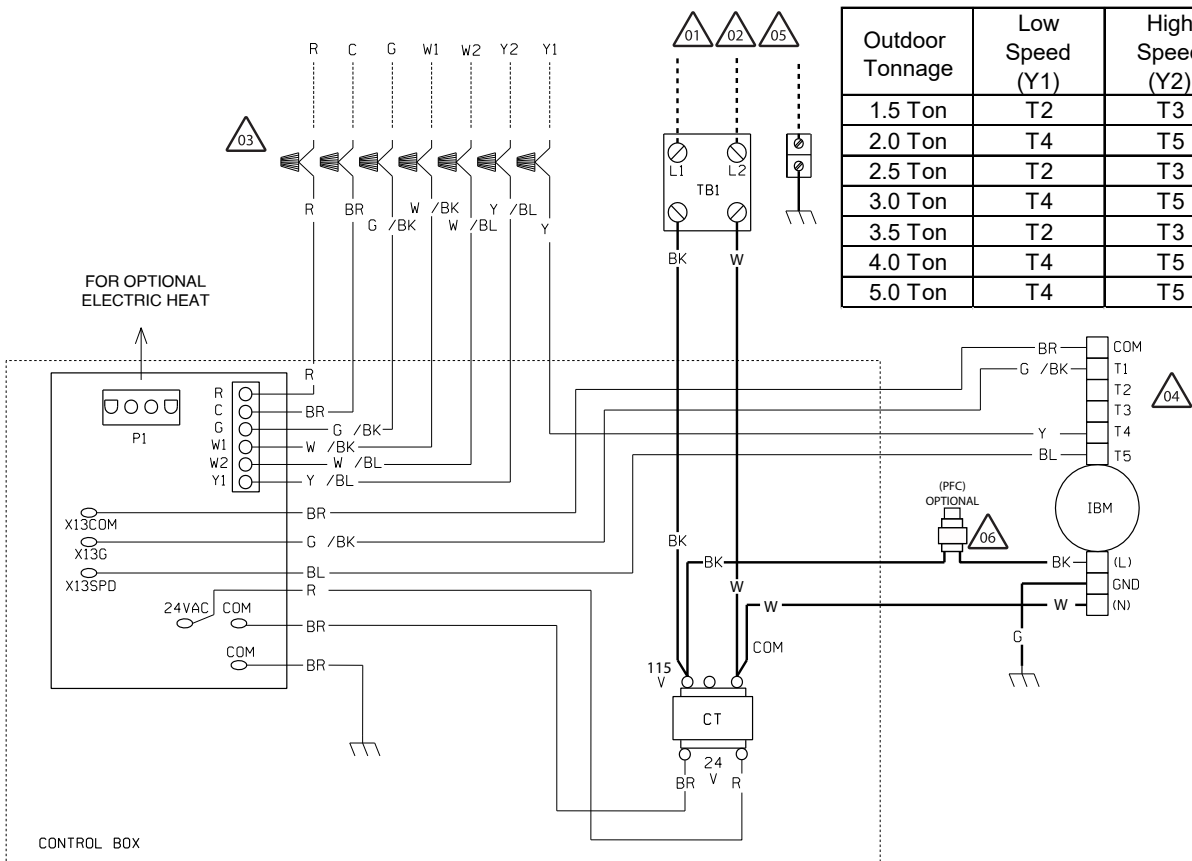 R C G W1 W2 Y2 Y1
01 02 05
03
L1 L2
TB1
Outdoor Tonnage
Low Speed (Y1)
High Speed (Y2)
1.5 Ton T2 T3
2.0 Ton T4 T5
2.5 Ton T2 T3
3.0 Ton T4 T5
3.5 Ton T2 T3
4.0 Ton T4 T5
5.0 Ton T4 T5
R BR G /BK W /BK W /BL Y /BL Y
BK W
FOR OPTIONAL
ELECTRIC HEAT
P1
R
R
C BR
G G /BK
W1 W /BK
W2 W /BL
Y1 Y /BL
X13COM BR
X13G G /BK
X13SPD BL
24VAC COM R
BR
COM BR
BR COM
G /BK T1
T2
T3
04
Y T4
BL T5
IBM
(PFC)
OPTIONAL
06
BK BK BK (L)
GND
W W W (N)
G
COM
115
V
CT
24
V
BR R
CONTROL BOX